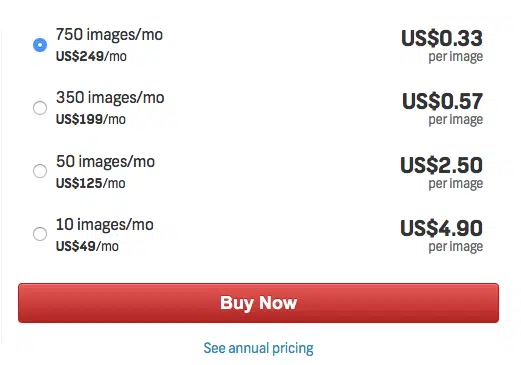 750 images/mo
US$249/mo
US$0.33
per image
350 images/mo
US$199/mo
US$0.57
per image
50 images/mo
US$125/mo
US$2.50
per image
10 images/mo
US$49/mo
US$4.90
per image
Buy Now
See annual pricing